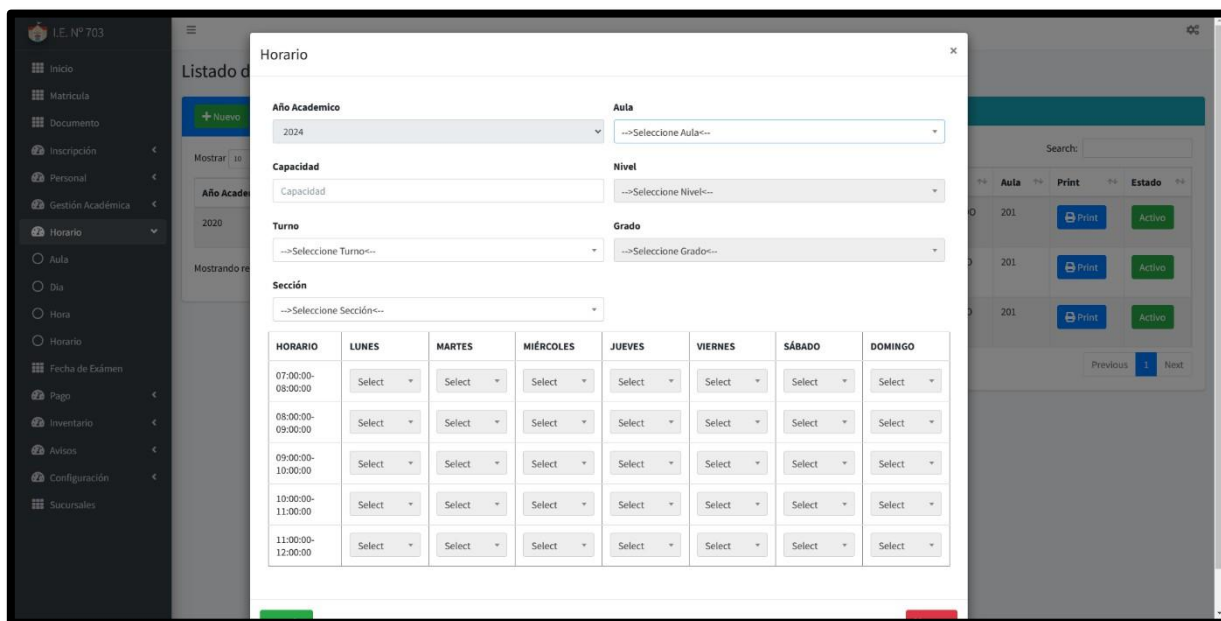 I.E. N° 703
Inicio
Matrícula
Documento
Inscripción
Personal
Gestión Académica
Horario
Aula
Dia
Hora
Horario
Fecha de Exámen
Pago
Inventario
Avisos
Configuración
Sucursales
Listado d
Nuevo
Mostrar 10
Año Acade
2020
Mostrando re
Horario ×
Año Academico Aula
2024 -->Seleccione Aula<--
Capacidad Nivel
Capacidad -->Seleccione Nivel<--
Turno Grado
-->Seleccione Turno<-- -->Seleccione Grado<--
Sección
-->Seleccione Sección<--
HORARIO LUNES MARTES MIÉRCOLES JUEVES VIERNES SÁBADO DOMINGO
07:00:00-
08:00:00 Select Select Select Select Select Select Select
08:00:00-
09:00:00 Select Select Select Select Select Select Select
09:00:00-
10:00:00 Select Select Select Select Select Select Select
10:00:00-
11:00:00 Select Select Select Select Select Select Select
11:00:00-
12:00:00 Select Select Select Select Select Select Select
Search:
Aula Print Estado
O 201 Print Activo
201 Print Activo
201 Print Activo
Previous 1 Next